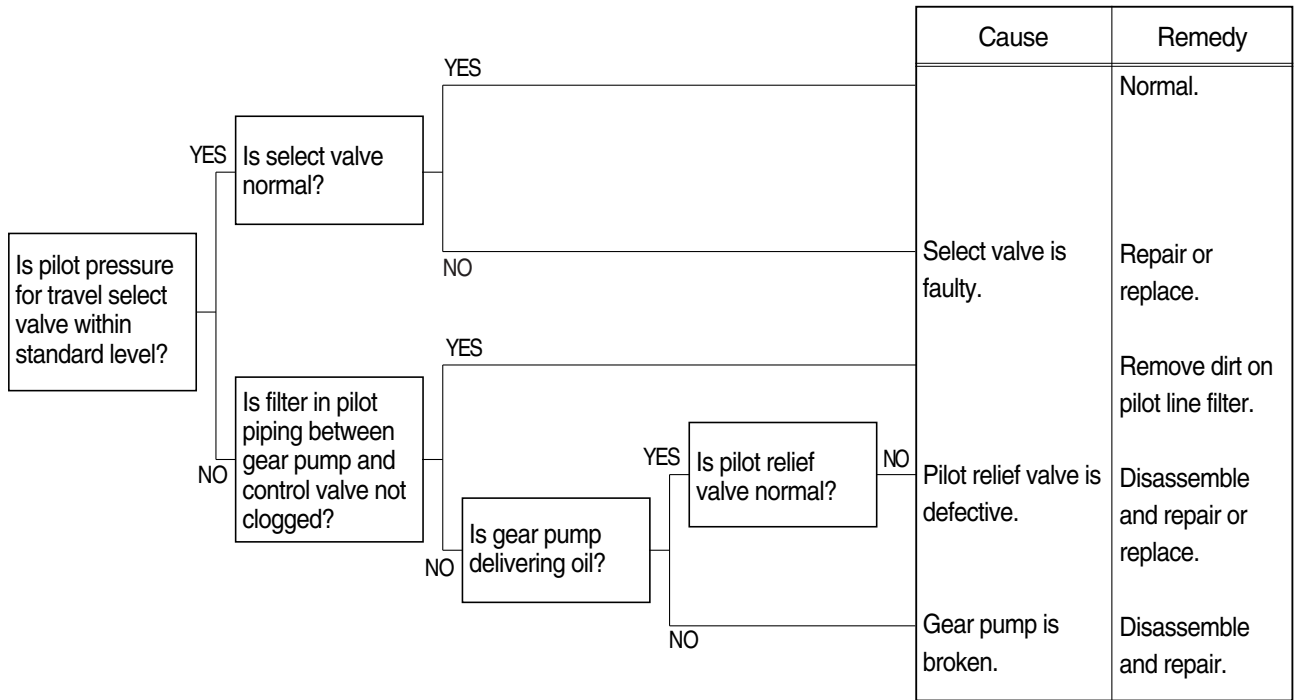 Cause
Remedy
YES
Normal.
YES
Is select valve
normal?
NO
Select valve is
faulty.
Repair or
replace.
Is pilot pressure
for travel select
valve within
standard level?
YES
Remove dirt on
pilot line filter.
NO
Is filter in pilot
piping between
gear pump and
control valve not
clogged?
YES
Is pilot relief
valve normal?
NO
Pilot relief valve is
defective.
Disassemble
and repair or
replace.
NO
Is gear pump
delivering oil?
NO
Gear pump is
broken.
Disassemble
and repair.